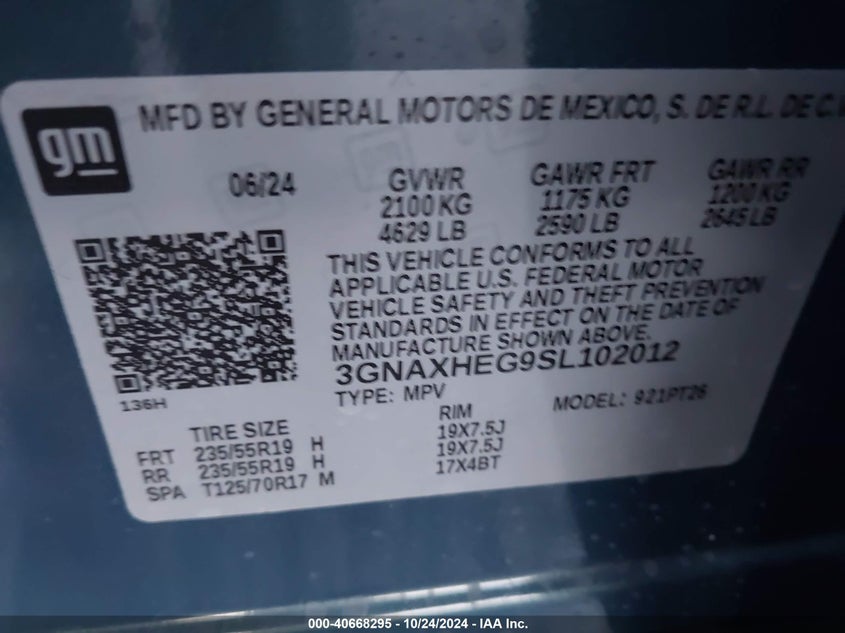 gm
MFD BY GENERAL MOTORS DE MEXICO, S. DE R.L. DE C.V
06/24
GVWR GAWR FRT GAWR RR
2100 KG 1175 KG 1200 KG
4629 LB 2590 LB 2645 LB
THIS VEHICLE CONFORMS TO ALL
APPLICABLE U.S. FEDERAL MOTOR
VEHICLE SAFETY AND THEFT PREVENTION
STANDARDS IN EFFECT ON THE DATE OF
MANUFACTURE SHOWN ABOVE.
3GNAXHEG9SL102012
136H
TYPE: MPV MODEL: 921PT26
TIRE SIZE RIM
FRT 235/55R19 H 19X7.5J
RR 235/55R19 H 19X7.5J
SPA T125/70R17 M 17X4BT
000-40668295 - 10/24/2024 - IAA Inc.